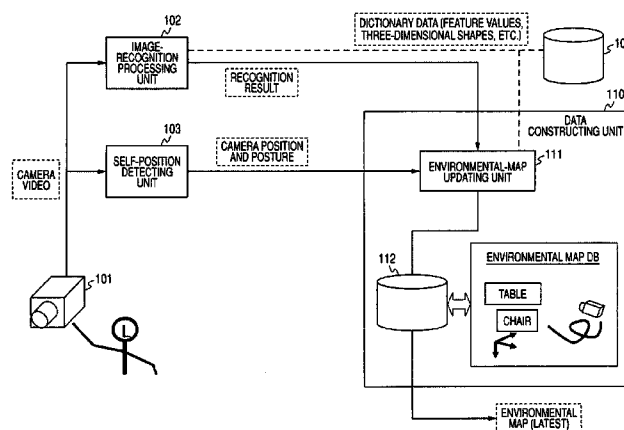 102
IMAGE-
RECOGNITION
PROCESSING
UNIT
DICTIONARY DATA (FEATURE VALUES,
THREE-DIMENSIONAL SHAPES, ETC.)
RECOGNITION
RESULT
110
DATA
CONSTRUCTING UNIT
103
SELF-POSITION
DETECTING
UNIT
CAMERA POSITION
AND POSTURE
111
ENVIRONMENTAL-MAP
UPDATING UNIT
CAMERA
VIDEO
101
112
ENVIRONMENTAL MAP DB
TABLE
CHAIR
ENVIRONMENTAL
MAP (LATEST)